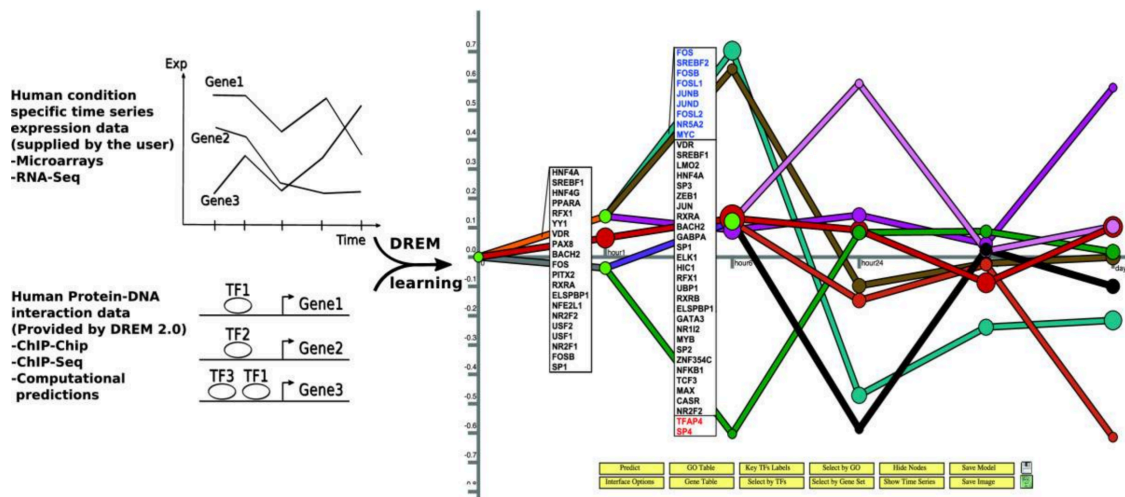 Human condition
specific time series
expression data
(supplied by the user)
-Microarrays
-RNA-Seq
Exp
Gene1
Gene2
Gene3
Time
Human Protein-DNA
interaction data
(Provided by DREM 2.0)
-ChIP-Chip
-ChIP-Seq
-Computational
predictions
TF1
Gene1
TF2
Gene2
TF3 TF1
Gene3
DREM
learning
0.7
0.6
0.5
0.4
0.3
0.2
0.1
0.0
-0.1
-0.2
-0.3
-0.4
-0.5
-0.6
-0.7
0
HNF4A
SREBF1
HNF4G
PPARA
RFX1
YY1
VDR
PAX8
BACH2
FOS
PITX2
RXRA
ELSPBP1
NFE2L1
NR2F2
USF2
USF1
NR2F1
FOSB
SP1
hour1
FOS
SREBF2
FOSB
FOSL1
JUNB
JUND
FOSL2
NR5A2
MYC
VDR
SREBF1
LMO2
HNF4A
SP3
ZEB1
JUN
RXRA
BACH2
GABPA
SP1
ELK1
HIC1
RFX1
UBP1
RXRB
ELSPBP1
GATA3
NR1I2
MYB
SP2
ZNF354C
NFKB1
TCF3
MAX
CASR
NR2F2
TFAP4
SP4
hour6
hour24
day
Predict
GO Table
Key TFs Labels
Select by GO
Hide Nodes
Save Model
Interface Options
Gene Table
Select by TFs
Select by Gene Set
Show Time Series
Save Image